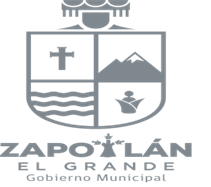 ZAPOTLÁN
EL GRANDE
Gobierno Municipal